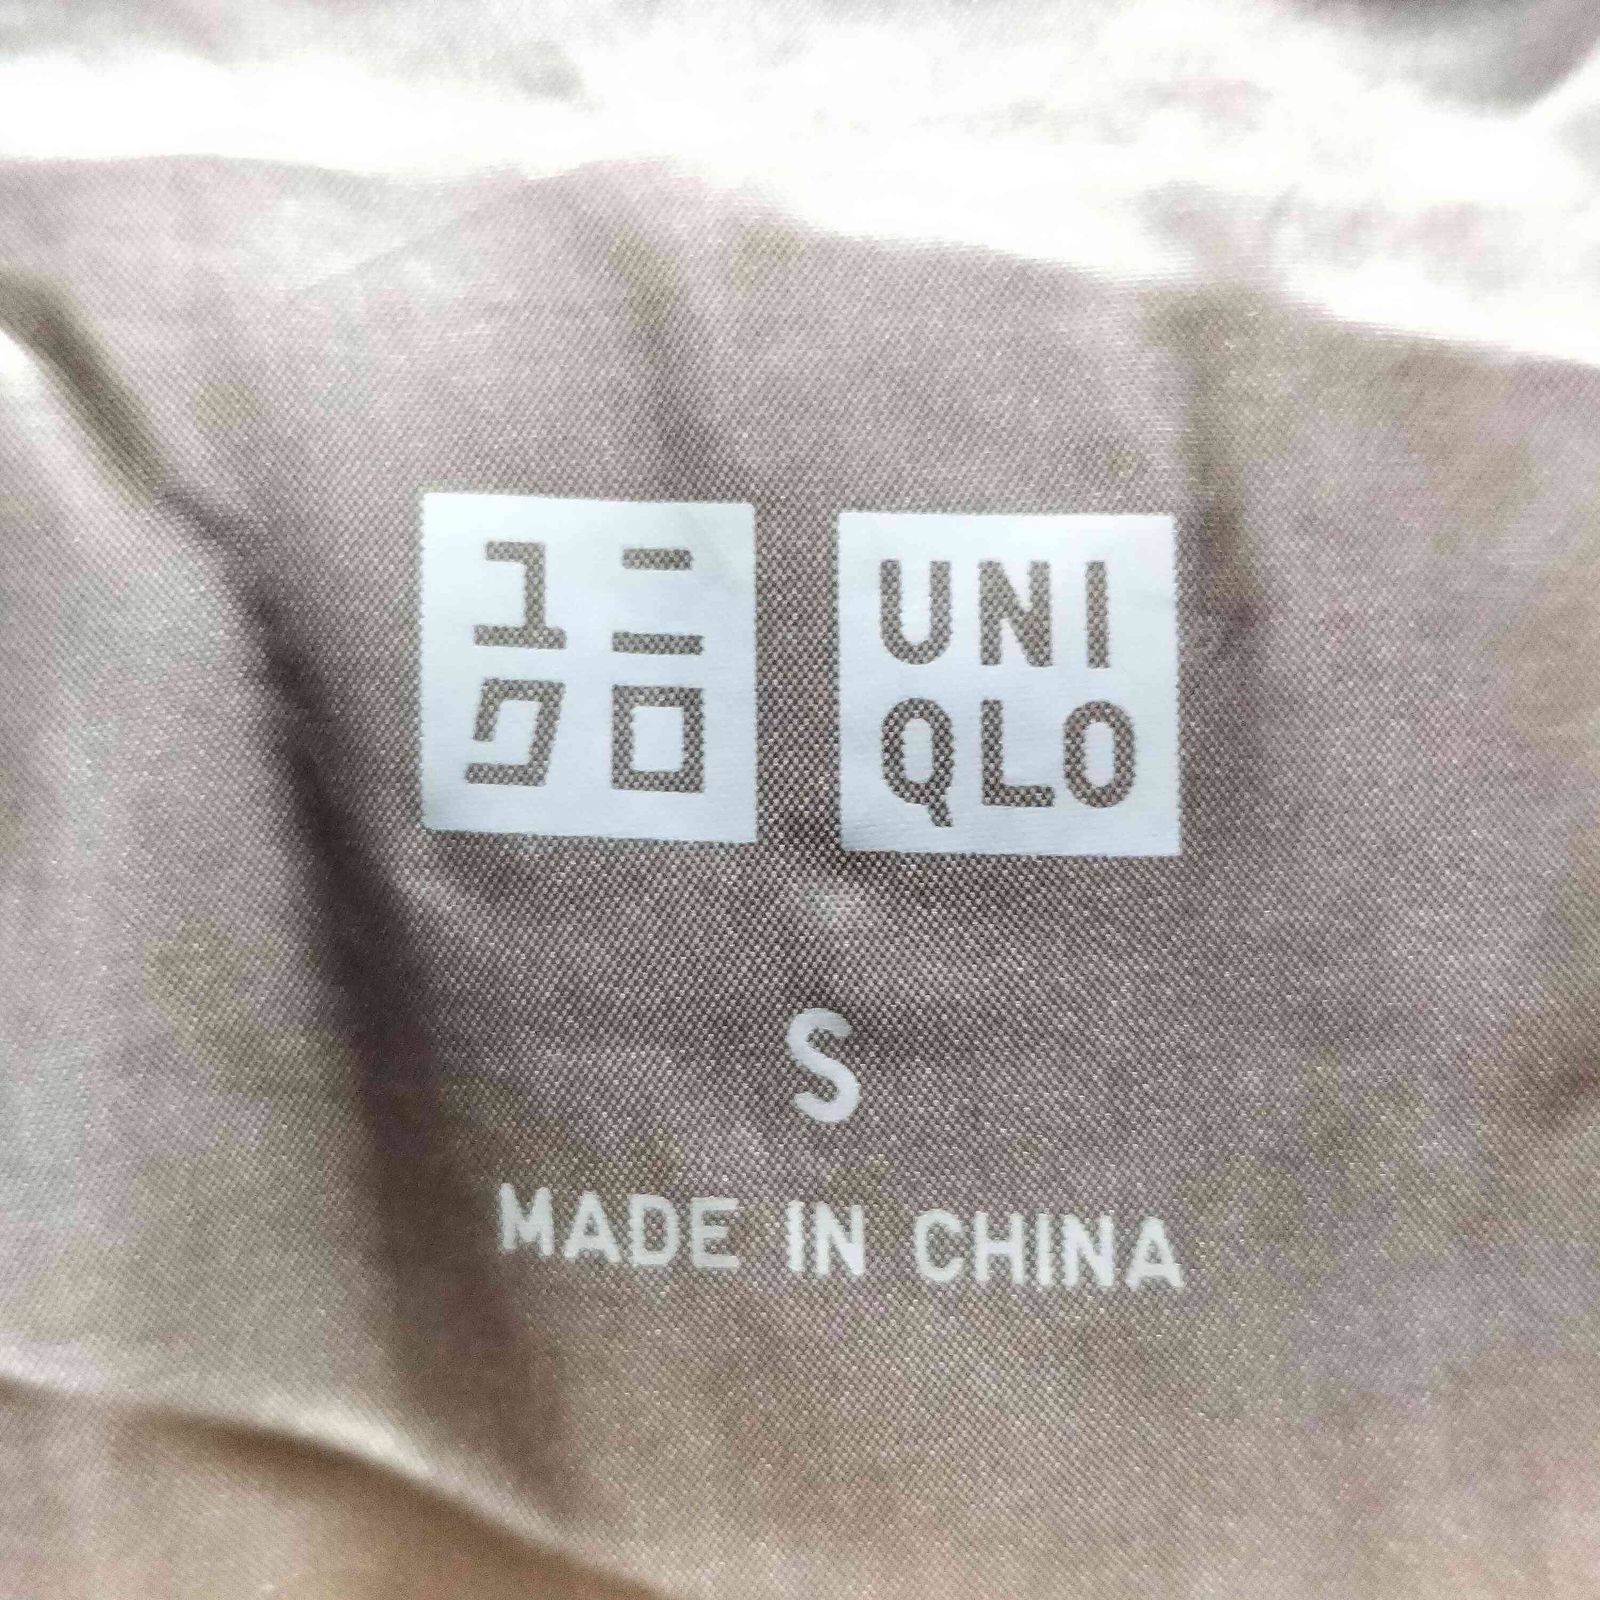 ユニ
クロ
UNI
QLO
S
MADE IN CHINA